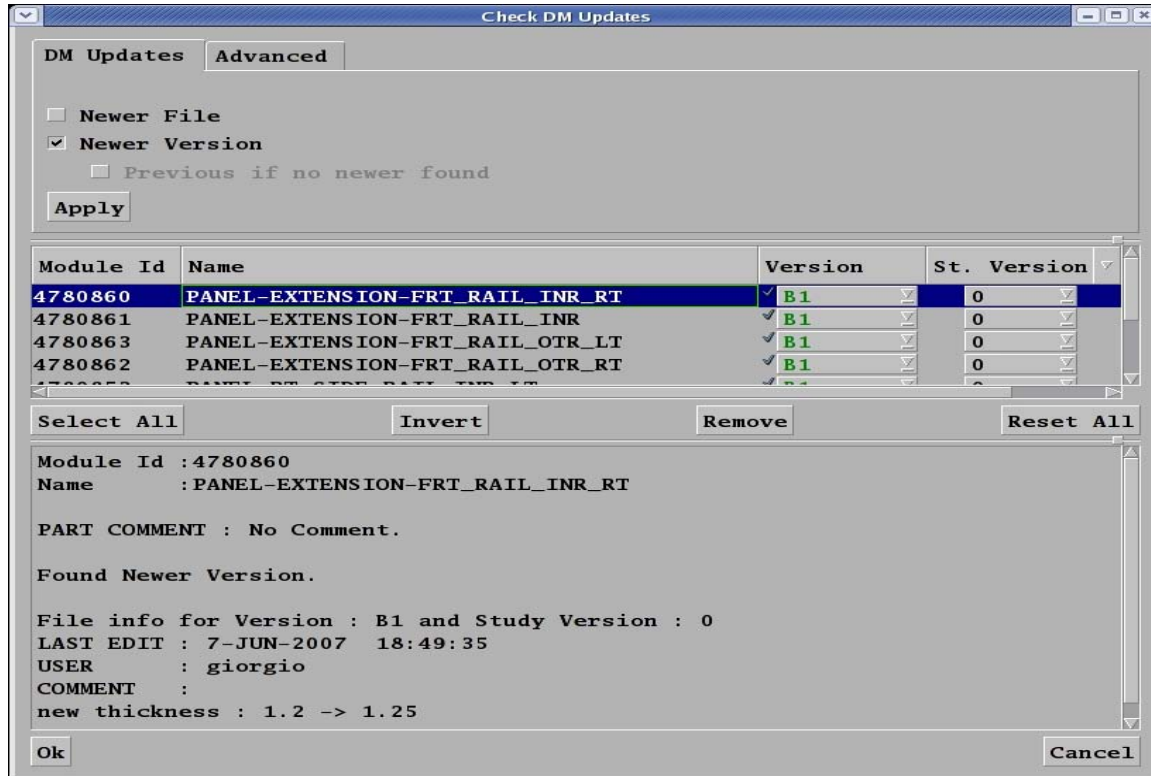 Check DM Updates
DM Updates Advanced
Newer File
Newer Version
Previous if no newer found
Apply
Module Id Name Version St. Version
4780860 PANEL-EXTENSION-FRT_RAIL_INR_RT B1 0
4780861 PANEL-EXTENSION-FRT_RAIL_INR B1 0
4780863 PANEL-EXTENSION-FRT_RAIL_OTR_LT B1 0
4780862 PANEL-EXTENSION-FRT_RAIL_OTR_RT B1 0
Select All Invert Remove Reset All
Module Id :4780860
Name :PANEL-EXTENSION-FRT_RAIL_INR_RT
PART COMMENT : No Comment.
Found Newer Version.
File info for Version : B1 and Study Version : 0
LAST EDIT : 7-JUN-2007 18:49:35
USER : giorgio
COMMENT :
new thickness : 1.2 -> 1.25
Ok Cancel